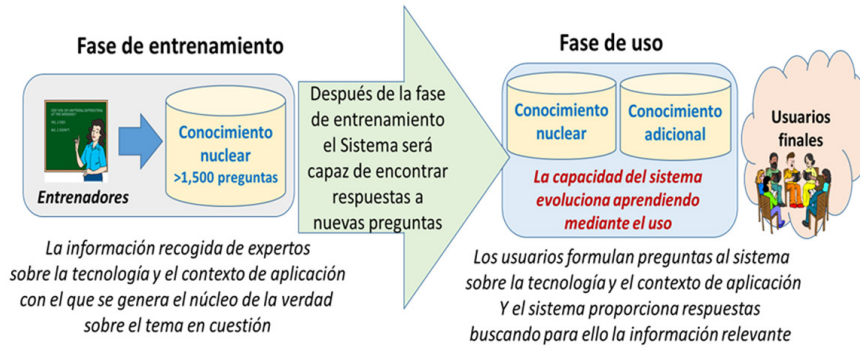 Fase de entrenamiento
Entrenadores
Conocimiento
nuclear
>1,500 preguntas
La información recogida de expertos
sobre la tecnología y el contexto de aplicación
con el que se genera el núcleo de la verdad
sobre el tema en cuestión
Después de la fase
de entrenamiento
el Sistema será
capaz de encontrar
respuestas a
nuevas preguntas
Fase de uso
Conocimiento
nuclear
Conocimiento
adicional
La capacidad del sistema
evoluciona aprendiendo
mediante el uso
Usuarios
finales
Los usuarios formulan preguntas al sistema
sobre la tecnología y el contexto de aplicación
Y el sistema proporciona respuestas
buscando para ello la información relevante